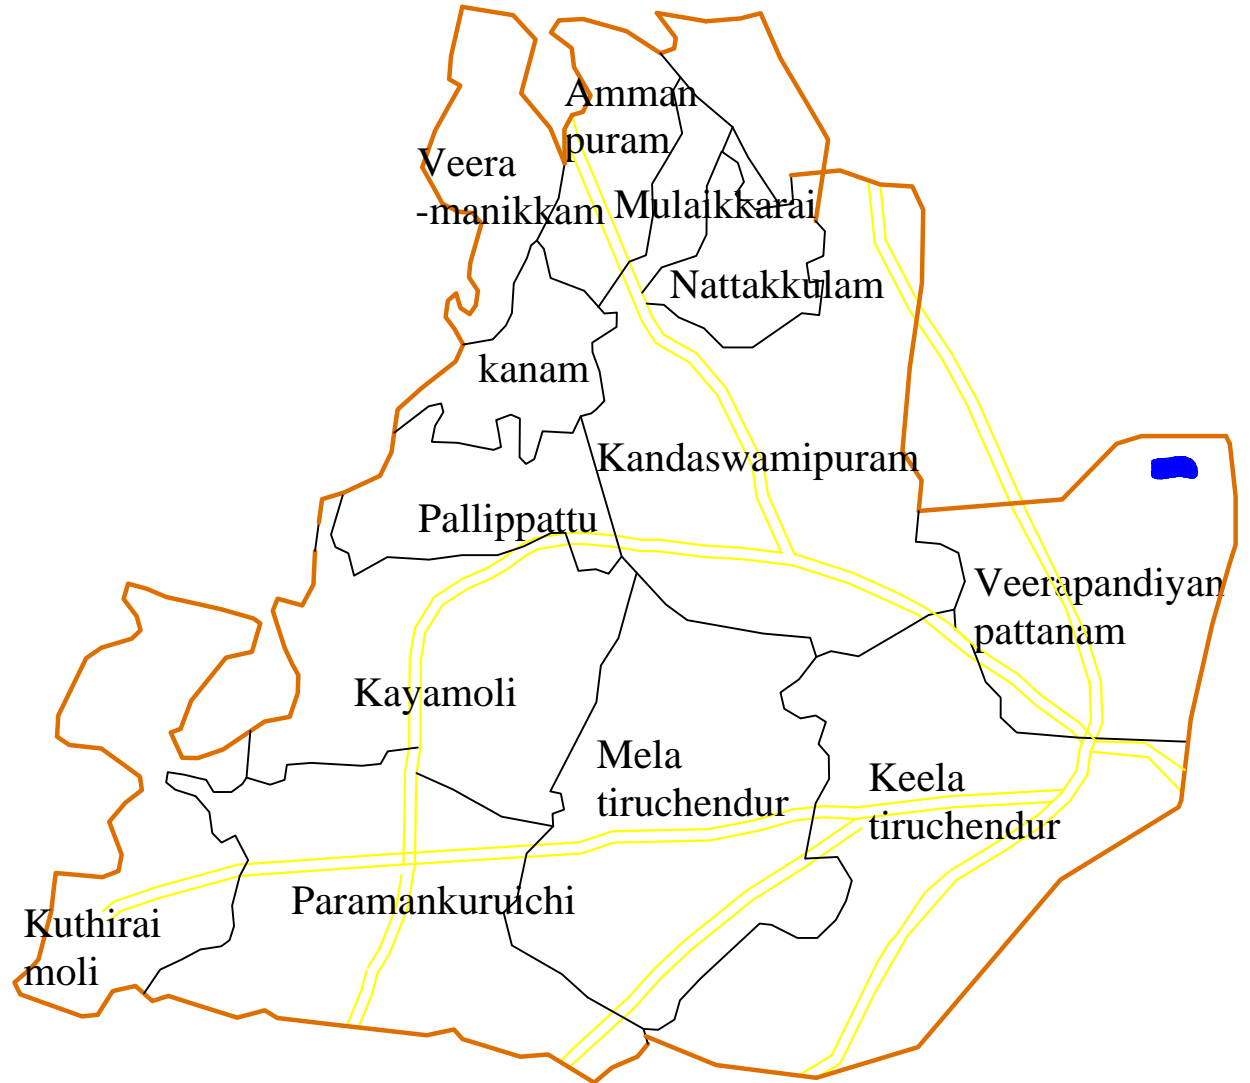 Amman
puram
Veera
-manikkam
Mulaikkarai
Nattakkulam
kanam
Kandaswamipuram
Pallippattu
Veerapandiyan
pattanam
Kayamoli
Mela
tiruchendur
Keela
tiruchendur
Paramankuruichi
Kuthirai
moli